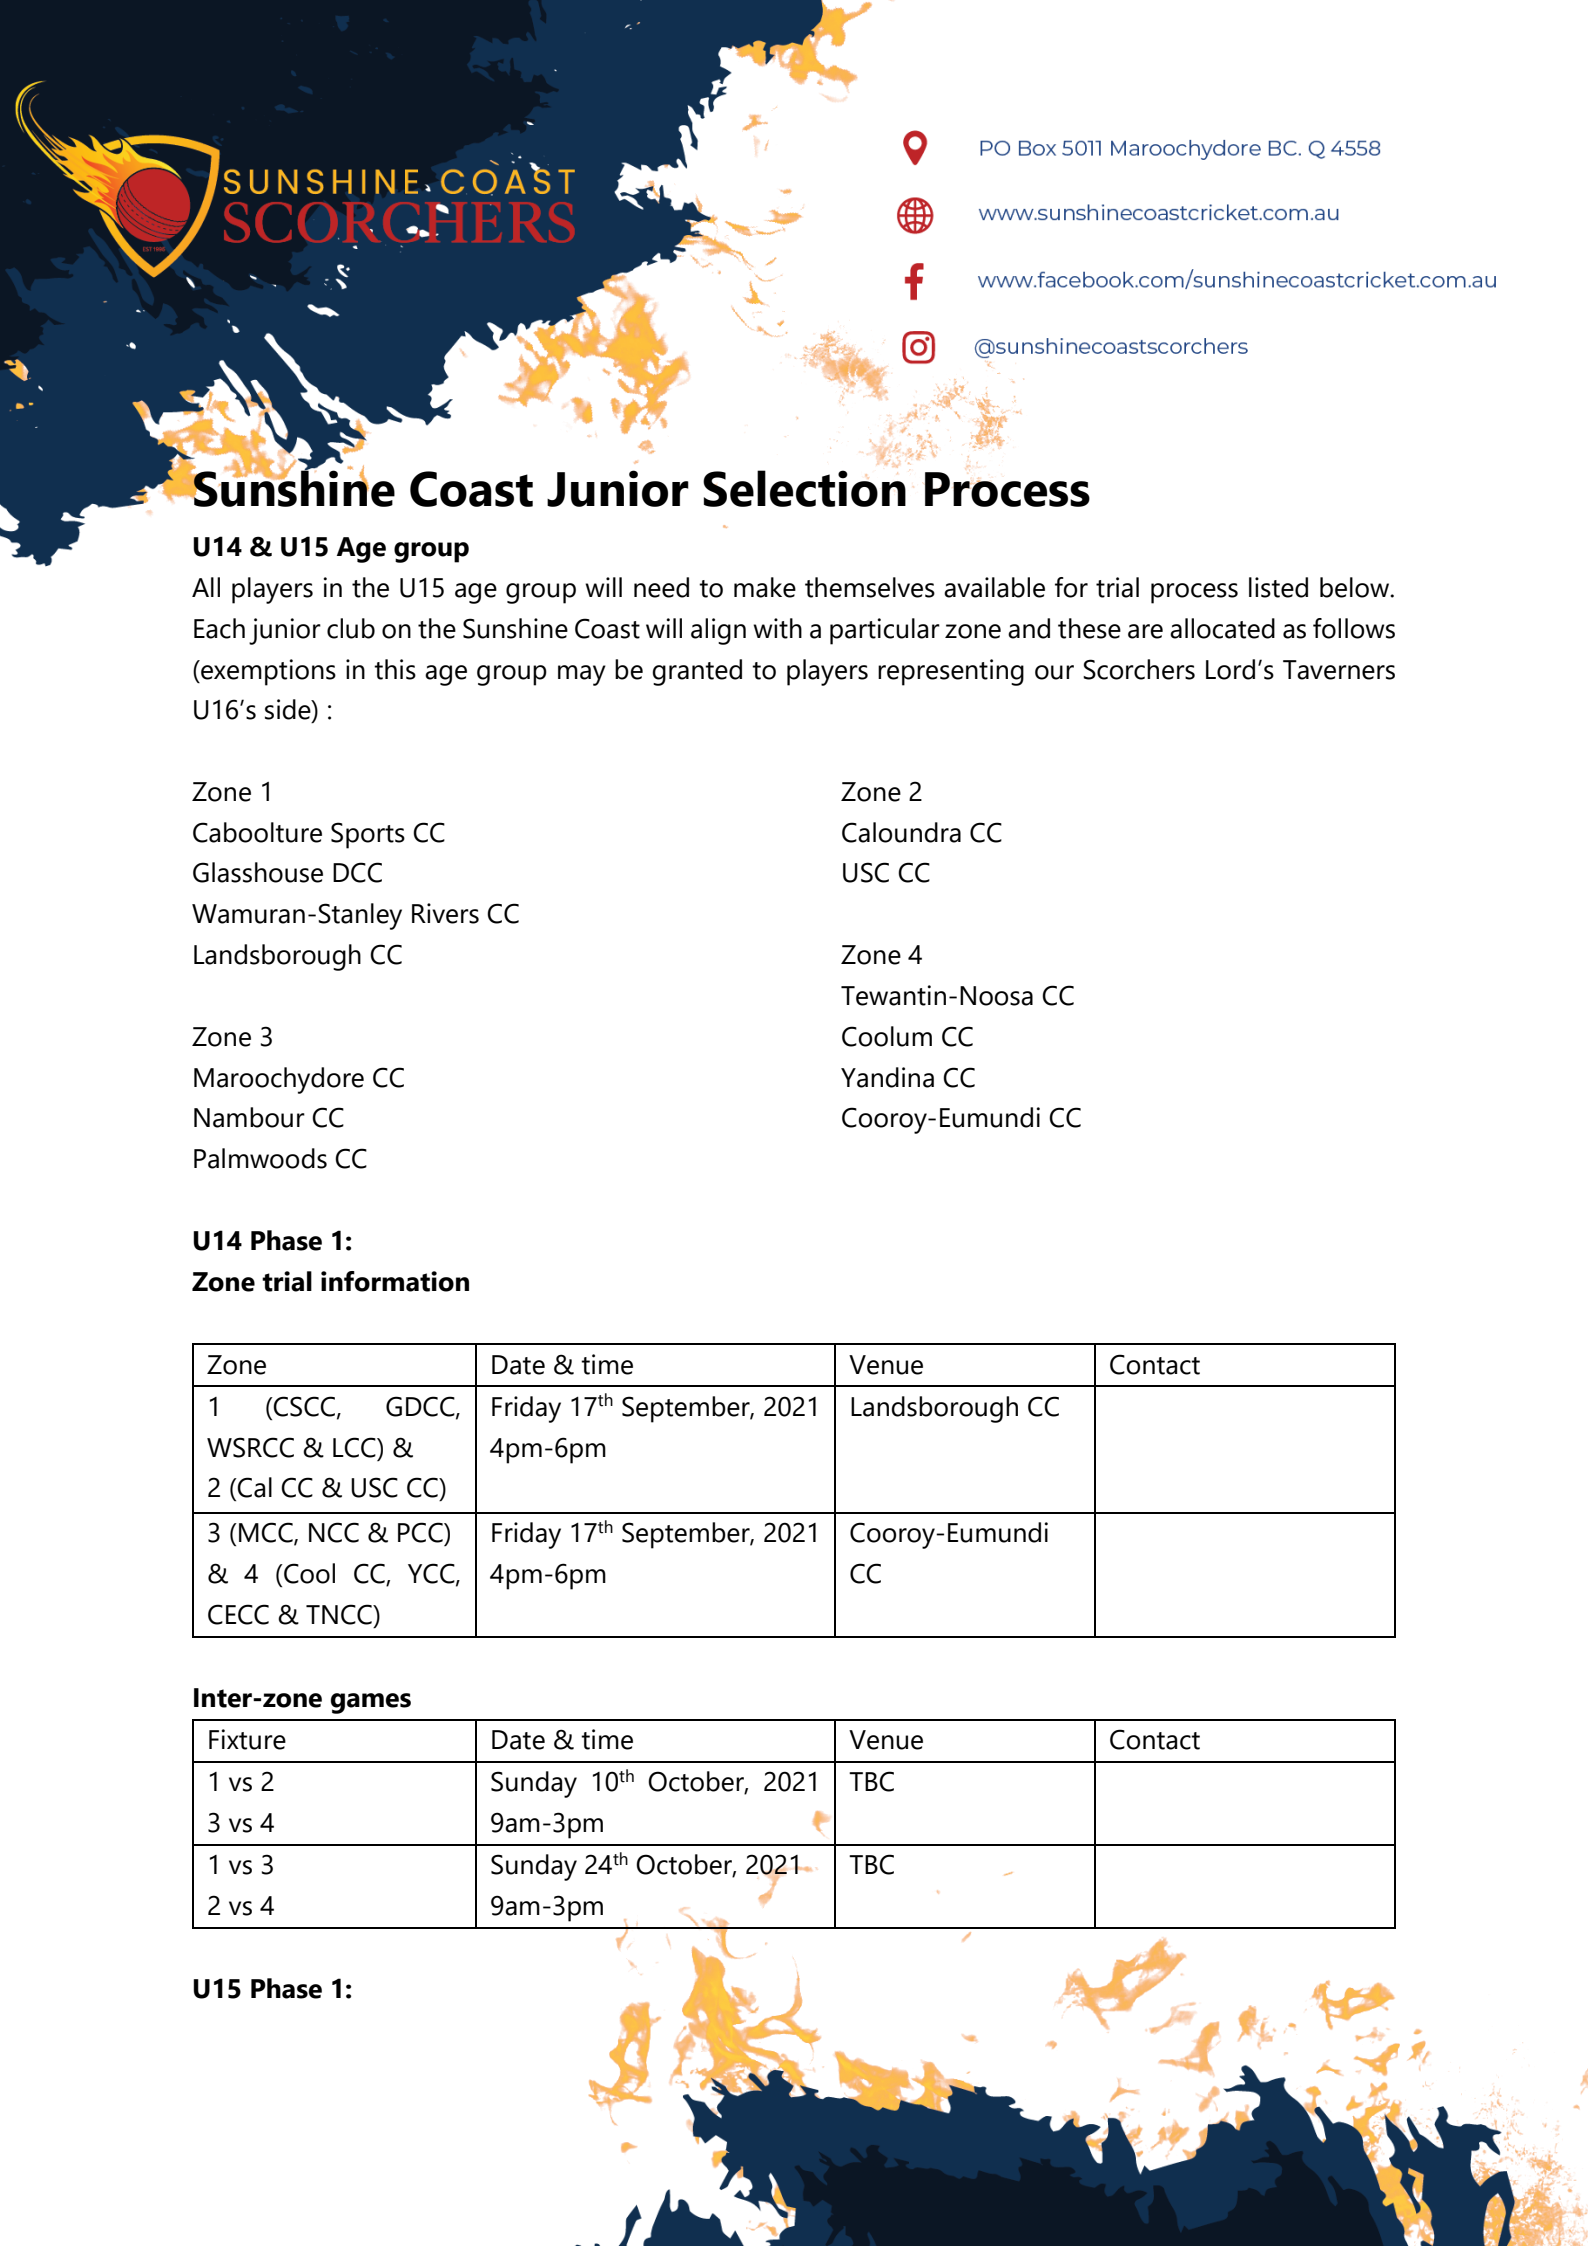 SUNSHINE COAST
SCORCHERS
PO Box 5011 Maroochydore BC. Q 4558
www.sunshinecoastcricket.com.au
www.facebook.com/sunshinecoastcricket.com.au
@sunshinecoastscorchers
Sunshine Coast Junior Selection Process
U14 & U15 Age group
All players in the U15 age group will need to make themselves available for trial process listed below.
Each junior club on the Sunshine Coast will align with a particular zone and these are allocated as follows
(exemptions in this age group may be granted to players representing our Scorchers Lord’s Taverners
U16’s side) :
Zone 1
Caboolture Sports CC
Glasshouse DCC
Wamuran-Stanley Rivers CC
Landsborough CC
Zone 3
Maroochydore CC
Nambour CC
Palmwoods CC
Zone 2
Caloundra CC
USC CC
Zone 4
Tewantin-Noosa CC
Coolum CC
Yandina CC
Cooroy-Eumundi CC
U14 Phase 1:
Zone trial information
Zone
Date & time
Venue
Contact
1 (CSCC, GDCC,
WSRCC & LCC) &
2 (Cal CC & USC CC)
Friday 17th September, 2021
4pm-6pm
Landsborough CC
3 (MCC, NCC & PCC)
& 4 (Cool CC, YCC,
CECC & TNCC)
Friday 17th September, 2021
4pm-6pm
Cooroy-Eumundi
CC
Inter-zone games
Fixture
Date & time
Venue
Contact
1 vs 2
3 vs 4
Sunday 10th October, 2021
9am-3pm
TBC
1 vs 3
2 vs 4
Sunday 24th October, 2021
9am-3pm
TBC
U15 Phase 1: